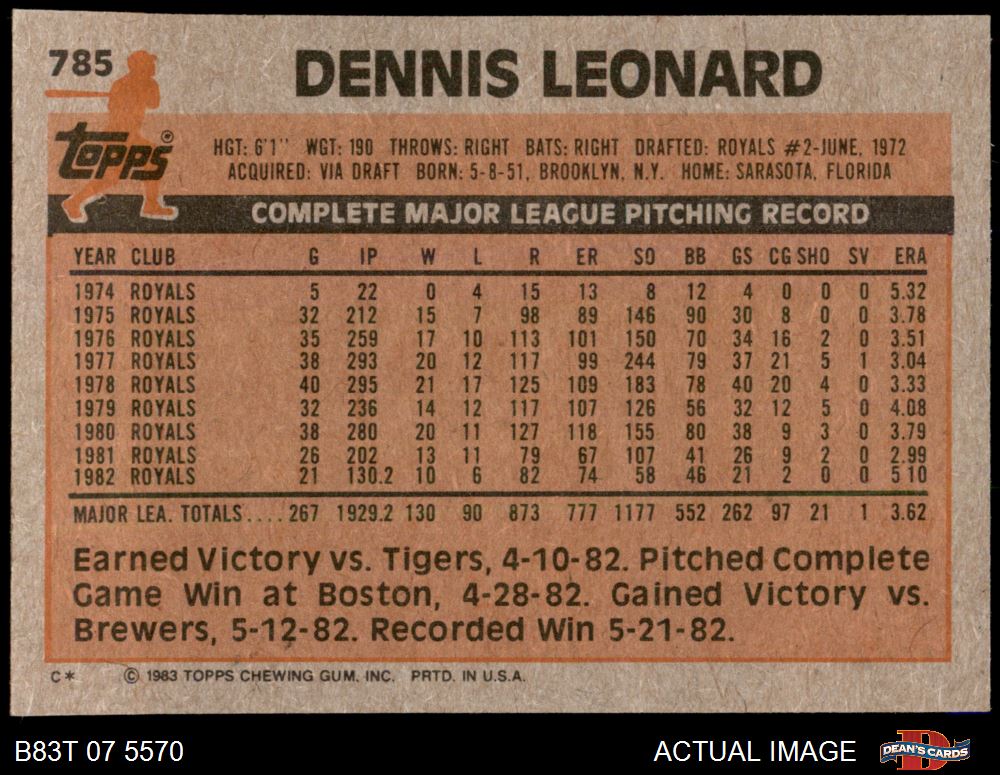 785
DENNIS LEONARD
topps
HGT: 6'1" WGT: 190 THROWS: RIGHT BATS: RIGHT DRAFTED: ROYALS #2-JUNE, 1972
ACQUIRED: VIA DRAFT BORN: 5-8-51, BROOKLYN, N.Y. HOME: SARASOTA, FLORIDA
COMPLETE MAJOR LEAGUE PITCHING RECORD
YEAR CLUB G IP W L R ER SO BB GS CG SHO SV ERA
1974 ROYALS 5 22 0 4 15 13 8 12 4 0 0 0 5.32
1975 ROYALS 32 212 15 7 98 89 146 90 30 8 0 0 3.78
1976 ROYALS 35 259 17 10 113 101 150 70 34 16 2 0 3.51
1977 ROYALS 38 293 20 12 117 99 244 79 37 21 5 1 3.04
1978 ROYALS 40 295 21 17 125 109 183 78 40 20 4 0 3.33
1979 ROYALS 32 236 14 12 117 107 126 56 32 12 5 0 4.08
1980 ROYALS 38 280 20 11 127 118 155 80 38 9 3 0 3.79
1981 ROYALS 26 202 13 11 79 67 107 41 26 9 2 0 2.99
1982 ROYALS 21 130.2 10 6 82 74 58 46 21 2 0 0 5.10
MAJOR LEA. TOTALS.... 267 1929.2 130 90 873 777 1177 552 262 97 21 1 3.62
Earned Victory vs. Tigers, 4-10-82. Pitched Complete
Game Win at Boston, 4-28-82. Gained Victory vs.
Brewers, 5-12-82. Recorded Win 5-21-82.
C* © 1983 TOPPS CHEWING GUM, INC. PRTD. IN U.S.A.
B83T 07 5570 ACTUAL IMAGE DEAN'S CARDS